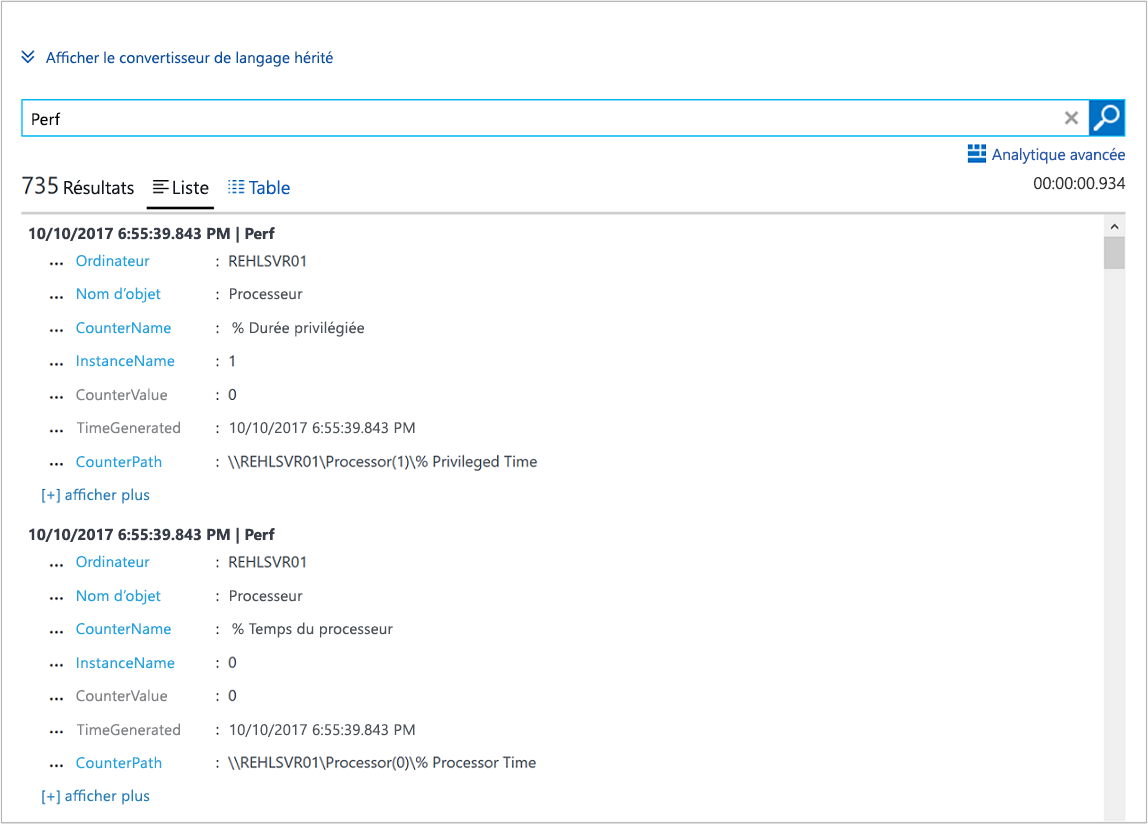 Afficher le convertisseur de langage hérité
Perf
Analytique avancée
735 Résultats Liste Table 00:00:00.934
10/10/2017 6:55:39.843 PM | Perf
... Ordinateur : REHLSVR01
... Nom d'objet : Processeur
... CounterName : % Durée privilégiée
... InstanceName : 1
... CounterValue : 0
... TimeGenerated : 10/10/2017 6:55:39.843 PM
... CounterPath : \\REHLSVR01\Processor(1)\% Privileged Time
[+] afficher plus
10/10/2017 6:55:39.843 PM | Perf
... Ordinateur : REHLSVR01
... Nom d'objet : Processeur
... CounterName : % Temps du processeur
... InstanceName : 0
... CounterValue : 0
... TimeGenerated : 10/10/2017 6:55:39.843 PM
... CounterPath : \\REHLSVR01\Processor(0)\% Processor Time
[+] afficher plus